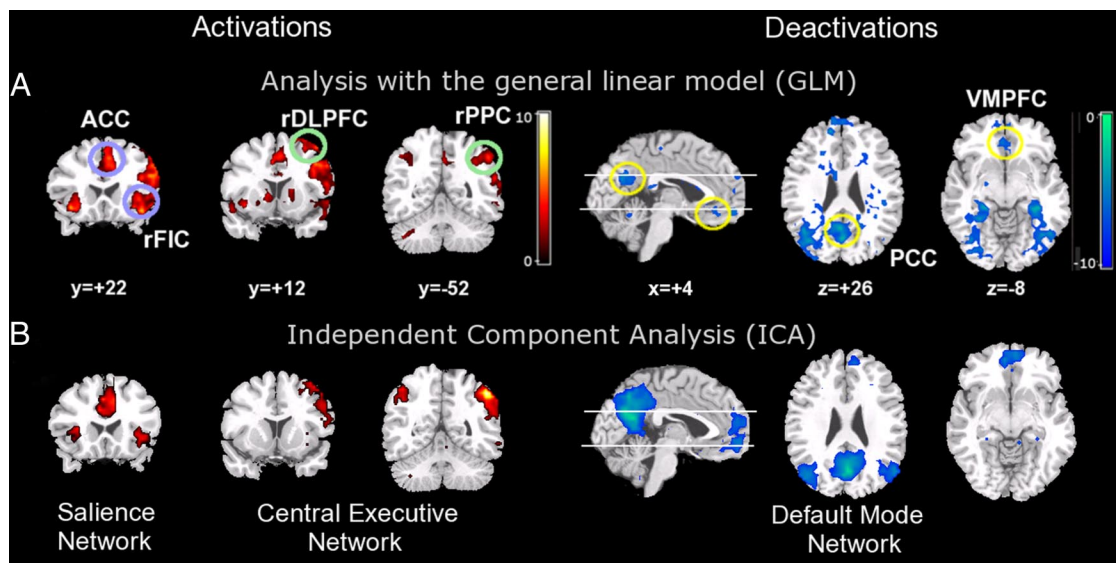 Activations
Deactivations
A
Analysis with the general linear model (GLM)
ACC
rDLPFC
rPPC
VMPFC
10
0
rFIC
PCC
0
-10
y=+22
y=+12
y=-52
x=+4
z=+26
z=-8
B
Independent Component Analysis (ICA)
Salience
Network
Central Executive
Network
Default Mode
Network